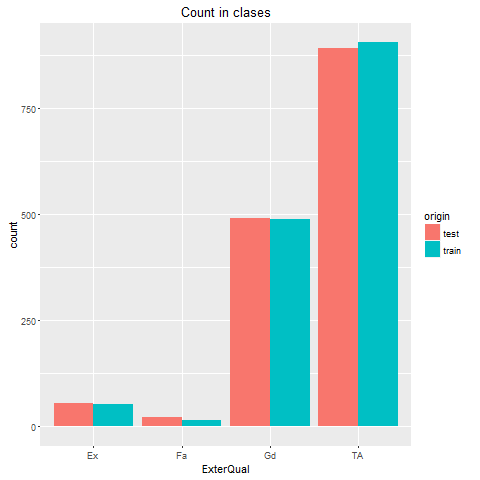 Count in clases
750
500
250
0
count
Ex
Fa
Gd
TA
ExterQual
origin
test
train